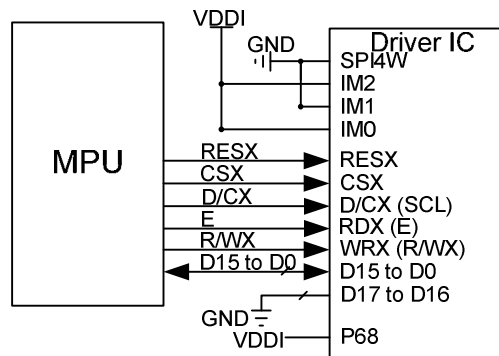 VDDI
GND
Driver IC
SPI4W
IM2
IM1
IM0
MPU
RESX
RESX
CSX
CSX
D/CX
D/CX (SCL)
E
RDX (E)
R/WX
WRX (R/WX)
D15 to D0
D15 to D0
D17 to D16
GND
VDDI
P68